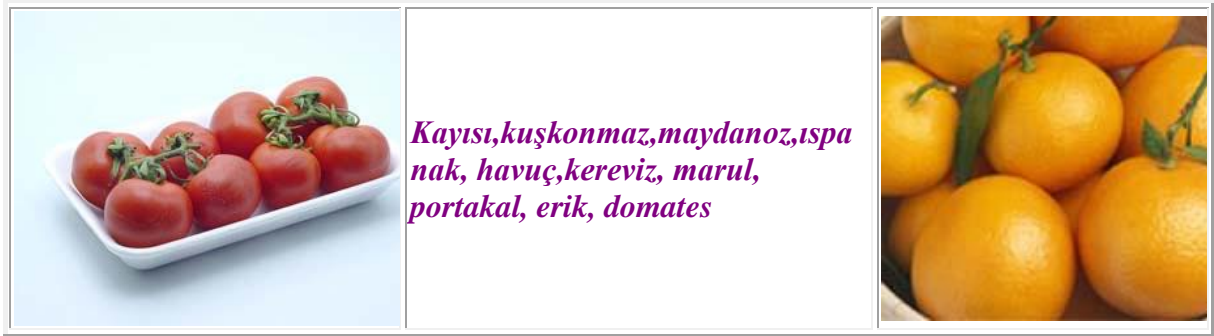 Kayısı,kuşkonmaz,maydanoz,ıspa
nak, havuç,kereviz, marul,
portakal, erik, domates